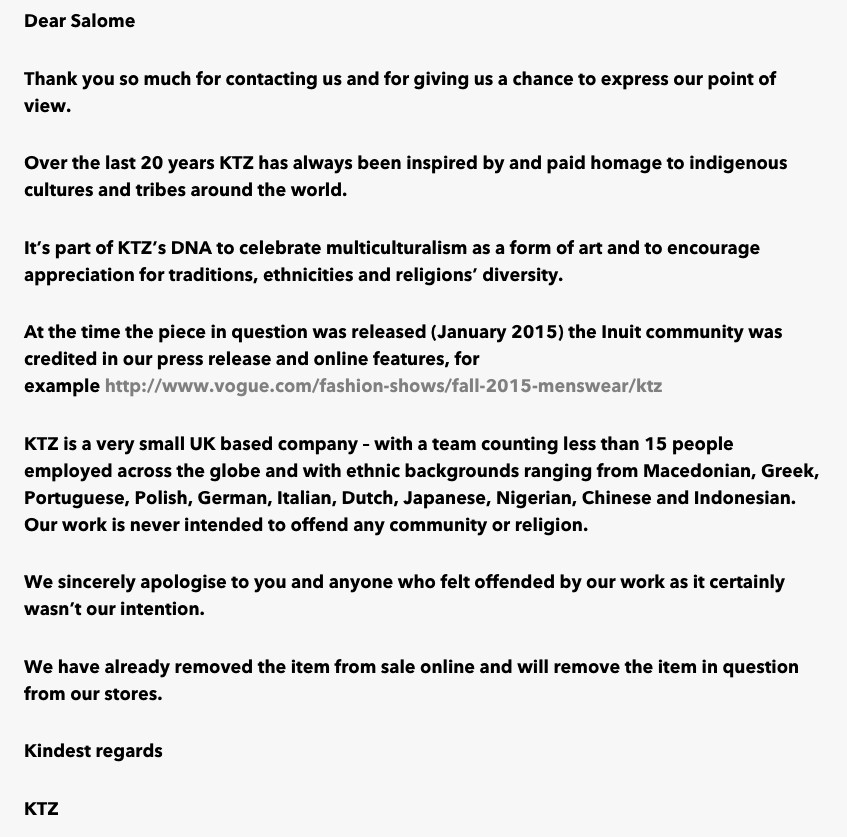 Dear Salome
Thank you so much for contacting us and for giving us a chance to express our point of
view.
Over the last 20 years KTZ has always been inspired by and paid homage to indigenous
cultures and tribes around the world.
It’s part of KTZ’s DNA to celebrate multiculturalism as a form of art and to encourage
appreciation for traditions, ethnicities and religions’ diversity.
At the time the piece in question was released (January 2015) the Inuit community was
credited in our press release and online features, for
example http://www.vogue.com/fashion-shows/fall-2015-menswear/ktz
KTZ is a very small UK based company – with a team counting less than 15 people
employed across the globe and with ethnic backgrounds ranging from Macedonian, Greek,
Portuguese, Polish, German, Italian, Dutch, Japanese, Nigerian, Chinese and Indonesian.
Our work is never intended to offend any community or religion.
We sincerely apologise to you and anyone who felt offended by our work as it certainly
wasn’t our intention.
We have already removed the item from sale online and will remove the item in question
from our stores.
Kindest regards
KTZ